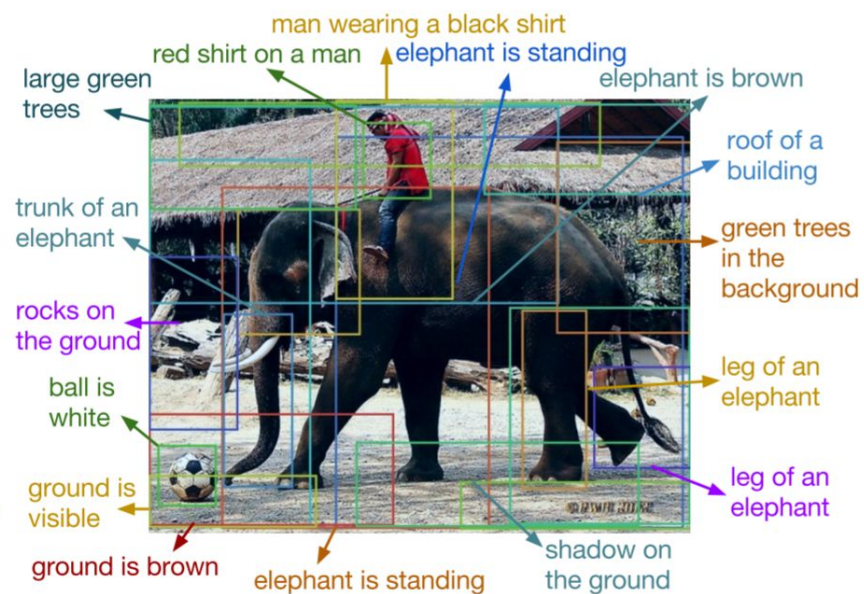 man wearing a black shirt
red shirt on a man
elephant is standing
large green
trees
elephant is brown
roof of a
building
trunk of an
elephant
green trees
in the
background
rocks on
the ground
ball is
white
leg of an
elephant
ground is
visible
leg of an
elephant
ground is brown
elephant is standing
shadow on
the ground